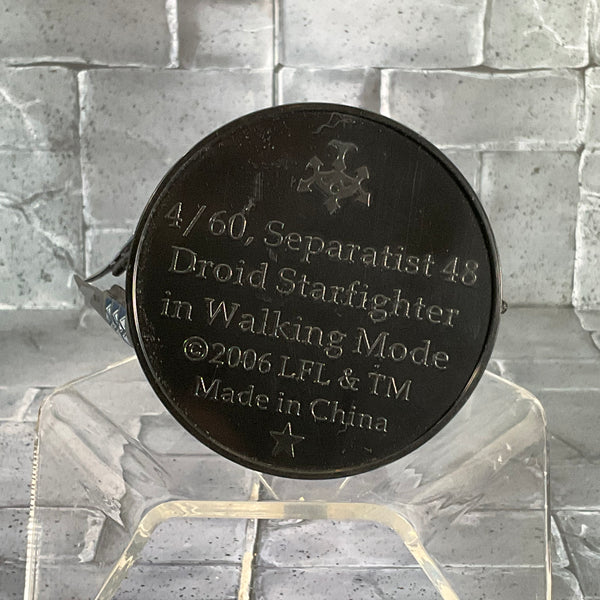 4/60, Separatist 48
Droid Starfighter
in Walking Mode
©2006 LFL & TM
Made in China